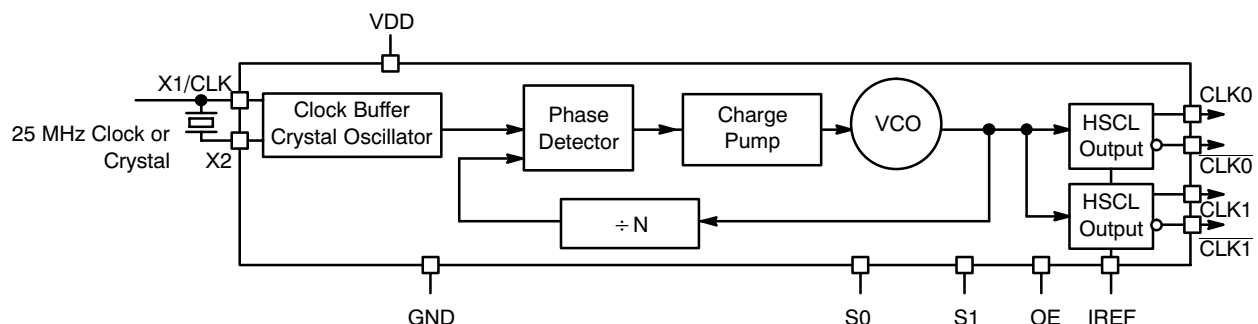 VDD
X1/CLK
25 MHz Clock or
Crystal
X2
Clock Buffer
Crystal Oscillator
Phase
Detector
Charge
Pump
VCO
÷ N
HSCL
Output
HSCL
Output
CLK0
CLK0
CLK1
CLK1
GND
S0
S1
OE
IREF